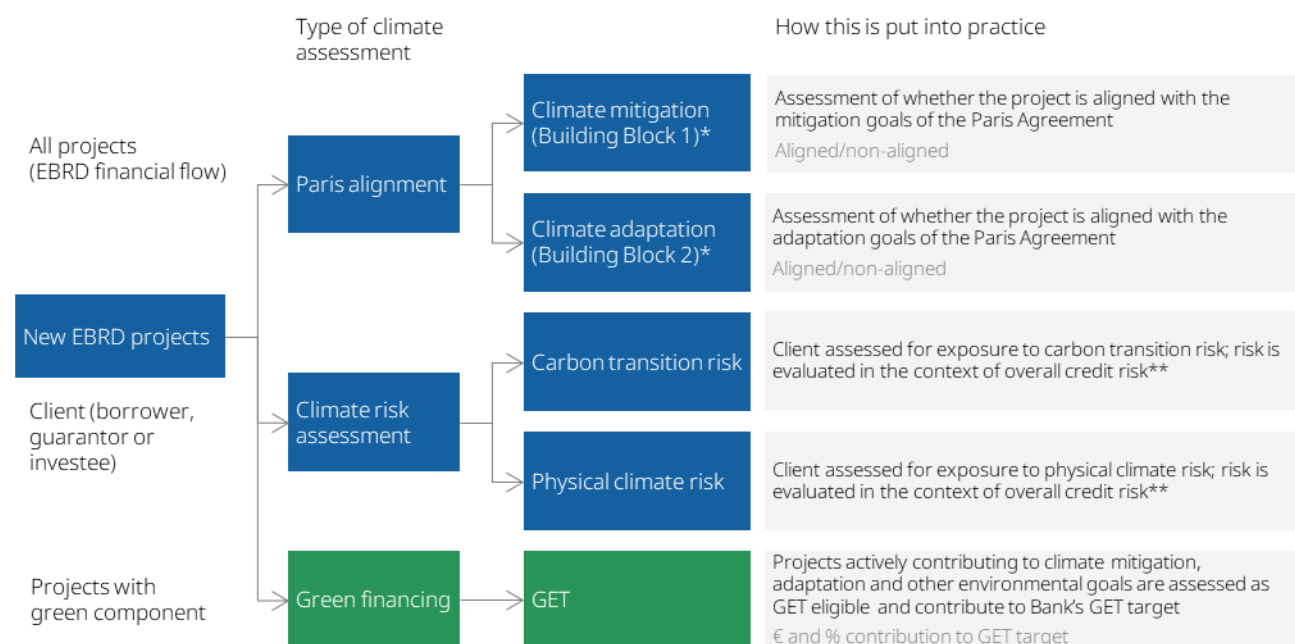 Type of climate
assessment
How this is put into practice
All projects
(EBRD financial flow)
Paris alignment
Climate mitigation
(Building Block 1)*
Assessment of whether the project is aligned with the
mitigation goals of the Paris Agreement
Aligned/non-aligned
Climate adaptation
(Building Block 2)*
Assessment of whether the project is aligned with the
adaptation goals of the Paris Agreement
Aligned/non-aligned
New EBRD projects
Client (borrower,
guarantor or
investee)
Climate risk
assessment
Carbon transition risk
Client assessed for exposure to carbon transition risk; risk is
evaluated in the context of overall credit risk**
Physical climate risk
Client assessed for exposure to physical climate risk; risk is
evaluated in the context of overall credit risk**
Projects with
green component
Green financing
GET
Projects actively contributing to climate mitigation,
adaptation and other environmental goals are assessed as
GET eligible and contribute to Bank's GET target
€ and % contribution to GET target